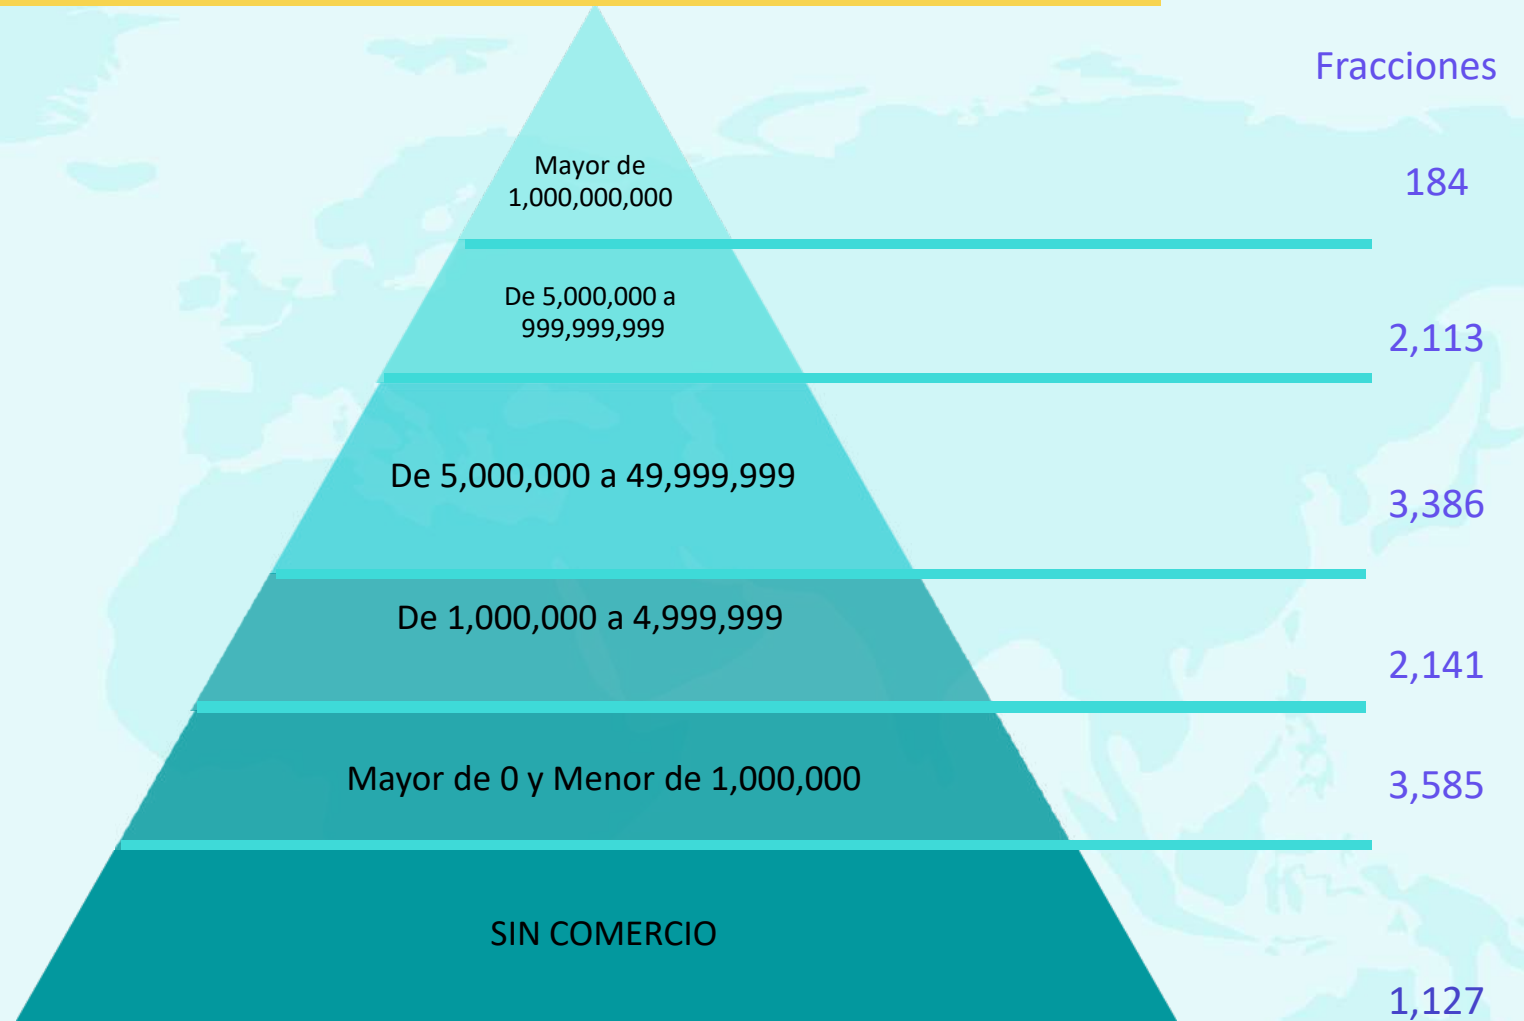 Fracciones
Mayor de
1,000,000,000
184
De 5,000,000 a
999,999,999
2,113
De 5,000,000 a 49,999,999
3,386
De 1,000,000 a 4,999,999
2,141
Mayor de 0 y Menor de 1,000,000
3,585
SIN COMERCIO
1,127